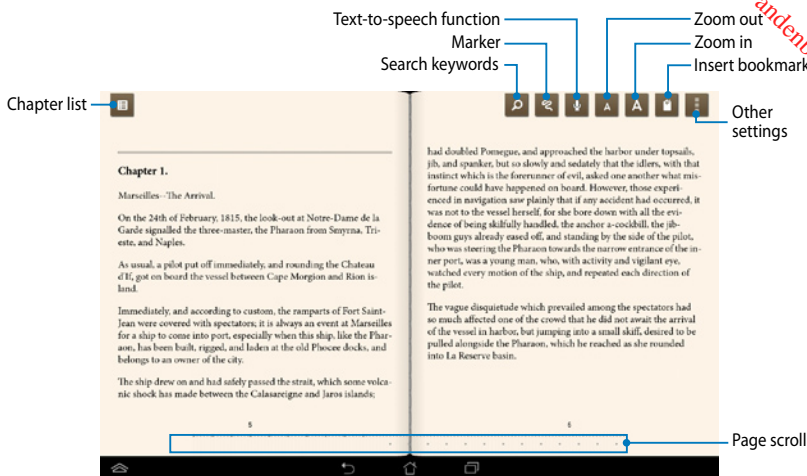 Text-to-speech function
Marker
Search keywords
Zoom out
Zoom in
Insert bookmark
Chapter list
Other
settings
Chapter 1.
Marseilles--The Arrival.
On the 24th of February, 1815, the look-out at Notre-Dame de la
Garde signalled the three-master, the Pharaon from Smyrna, Tri-
este, and Naples.
As usual, a pilot put off immediately, and rounding the Chateau
d'If, got on board the vessel between Cape Morgion and Rion is-
land.
Immediately, and according to custom, the ramparts of Fort Saint-
Jean were covered with spectators; it is always an event at Marseilles
for a ship to come into port, especially when this ship, like the Phar-
aon, has been built, rigged, and laden at the old Phocee docks, and
belongs to an owner of the city.
The ship drew on and had safely passed the strait, which some volca-
nic shock has made between the Calasareigne and Jaros islands;
5
had doubled Pomegue, and approached the harbor under topsails,
jib, and spanker, but so slowly and sedately that the idlers, with that
instinct which is the forerunner of evil, asked one another what mis-
fortune could have happened on board. However, those experi-
enced in navigation saw plainly that if any accident had occurred, it
was not to the vessel herself, for she bore down with all the evi-
dence of being skilfully handled, the anchor a-cockbill, the jib-
boom guys already eased off, and standing by the side of the pilot,
who was steering the Pharaon towards the narrow entrance of the in-
ner port, was a young man, who, with activity and vigilant eye,
watched every motion of the ship, and repeated each direction of
the pilot.
The vague disquietude which prevailed among the spectators had
so much affected one of the crowd that he did not await the arrival
of the vessel in harbor, but jumping into a small skiff, desired to be
pulled alongside the Pharaon, which he reached as she rounded
into La Reserve basin.
6
Page scroll